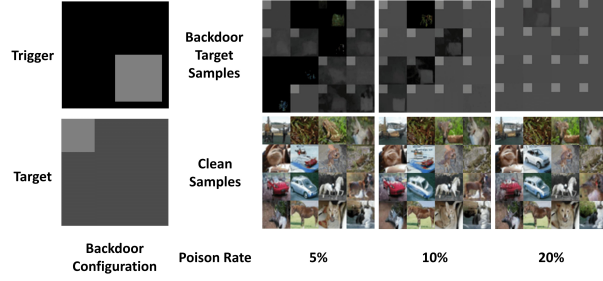 Trigger
Backdoor
Target
Samples
Target
Clean
Samples
Backdoor
Configuration
Poison Rate
5%
10%
20%